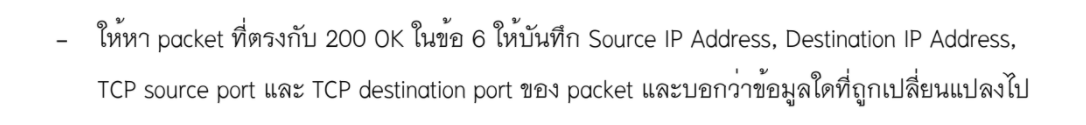 - ให้หา packet ที่ตรงกับ 200 OK ในข้อ 6 ให้บันทึก Source IP Address, Destination IP Address,
TCP source port และ TCP destination port ของ packet และบอกว่าข้อมูลใดที่ถูกเปลี่ยนแปลงไป